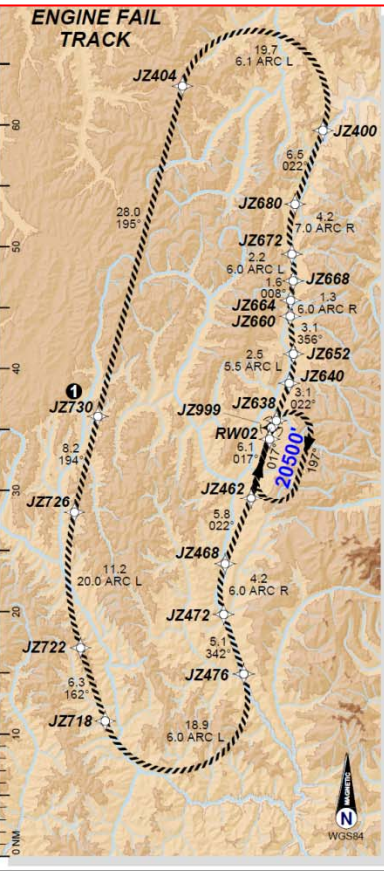 ENGINE FAIL
TRACK
19.7
6.1 ARC L
JZ404
60
JZ400
6.5
022°
28.0
195°
JZ680
4.2
7.0 ARC R
50
JZ672
2.2
6.0 ARC L
JZ668
1.6
008°
JZ664
1.3
6.0 ARC R
JZ660
3.1
356°
JZ652
2.5
5.5 ARC L
40
JZ640
3.1
022°
1
JZ730
JZ999
JZ638
RW02
6.1
017°
017°
20500'
197°
8.2
194°
30
JZ462
JZ726
5.8
022°
JZ468
11.2
20.0 ARC L
4.2
6.0 ARC R
20
JZ472
5.1
342°
JZ722
JZ476
6.3
162°
JZ718
18.9
6.0 ARC L
10
MAGNETIC
N
WGS84
0 NM